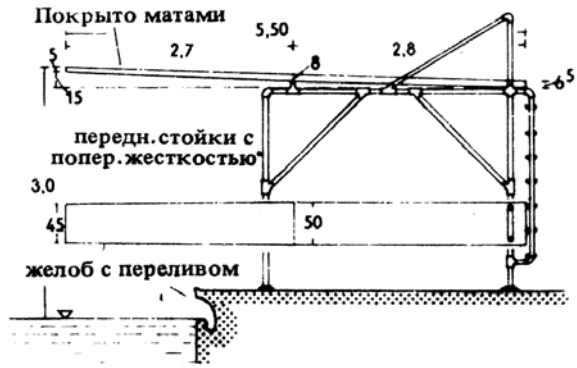 Покрыто матами
5,50
2,7
2,8
5
15
8
6
5
передн. стойки с
попер. жесткостью
3,0
45
50
желоб с переливом